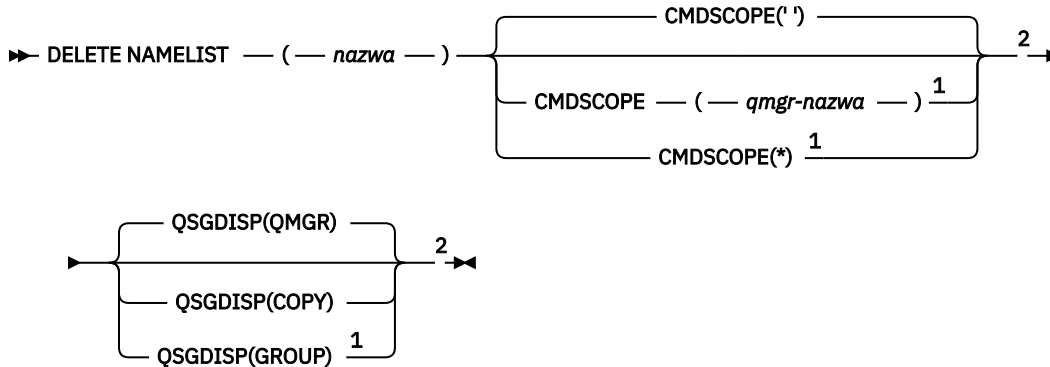 CMDSCOPE(' ')
DELETE NAMELIST ( nazwa ) 2
CMDSCOPE ( qmgr-nazwa ) 1
CMDSCOPE(*) 1
QSGDISP(QMGR)
2
QSGDISP(COPY)
QSGDISP(GROUP) 1